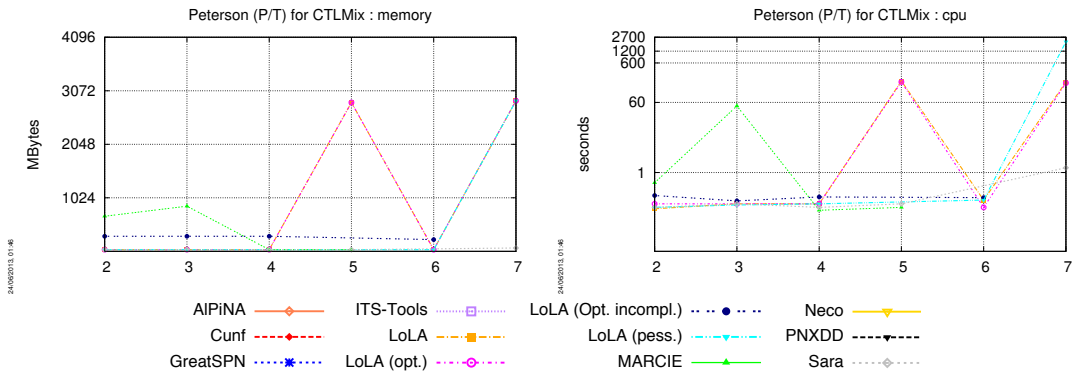 Peterson (P/T) for CTLMix : memory
4096
3072
2048
1024
MBytes
2 3 4 5 6 7
24/06/2013, 01:46
Peterson (P/T) for CTLMix : cpu
2700
1200
600
60
1
seconds
2 3 4 5 6 7
24/06/2013, 01:46
AlPiNA
Cunf
GreatSPN
ITS-Tools
LoLA
LoLA (opt.)
LoLA (Opt. incompl.)
LoLA (pess.)
MARCIE
Neco
PNXDD
Sara